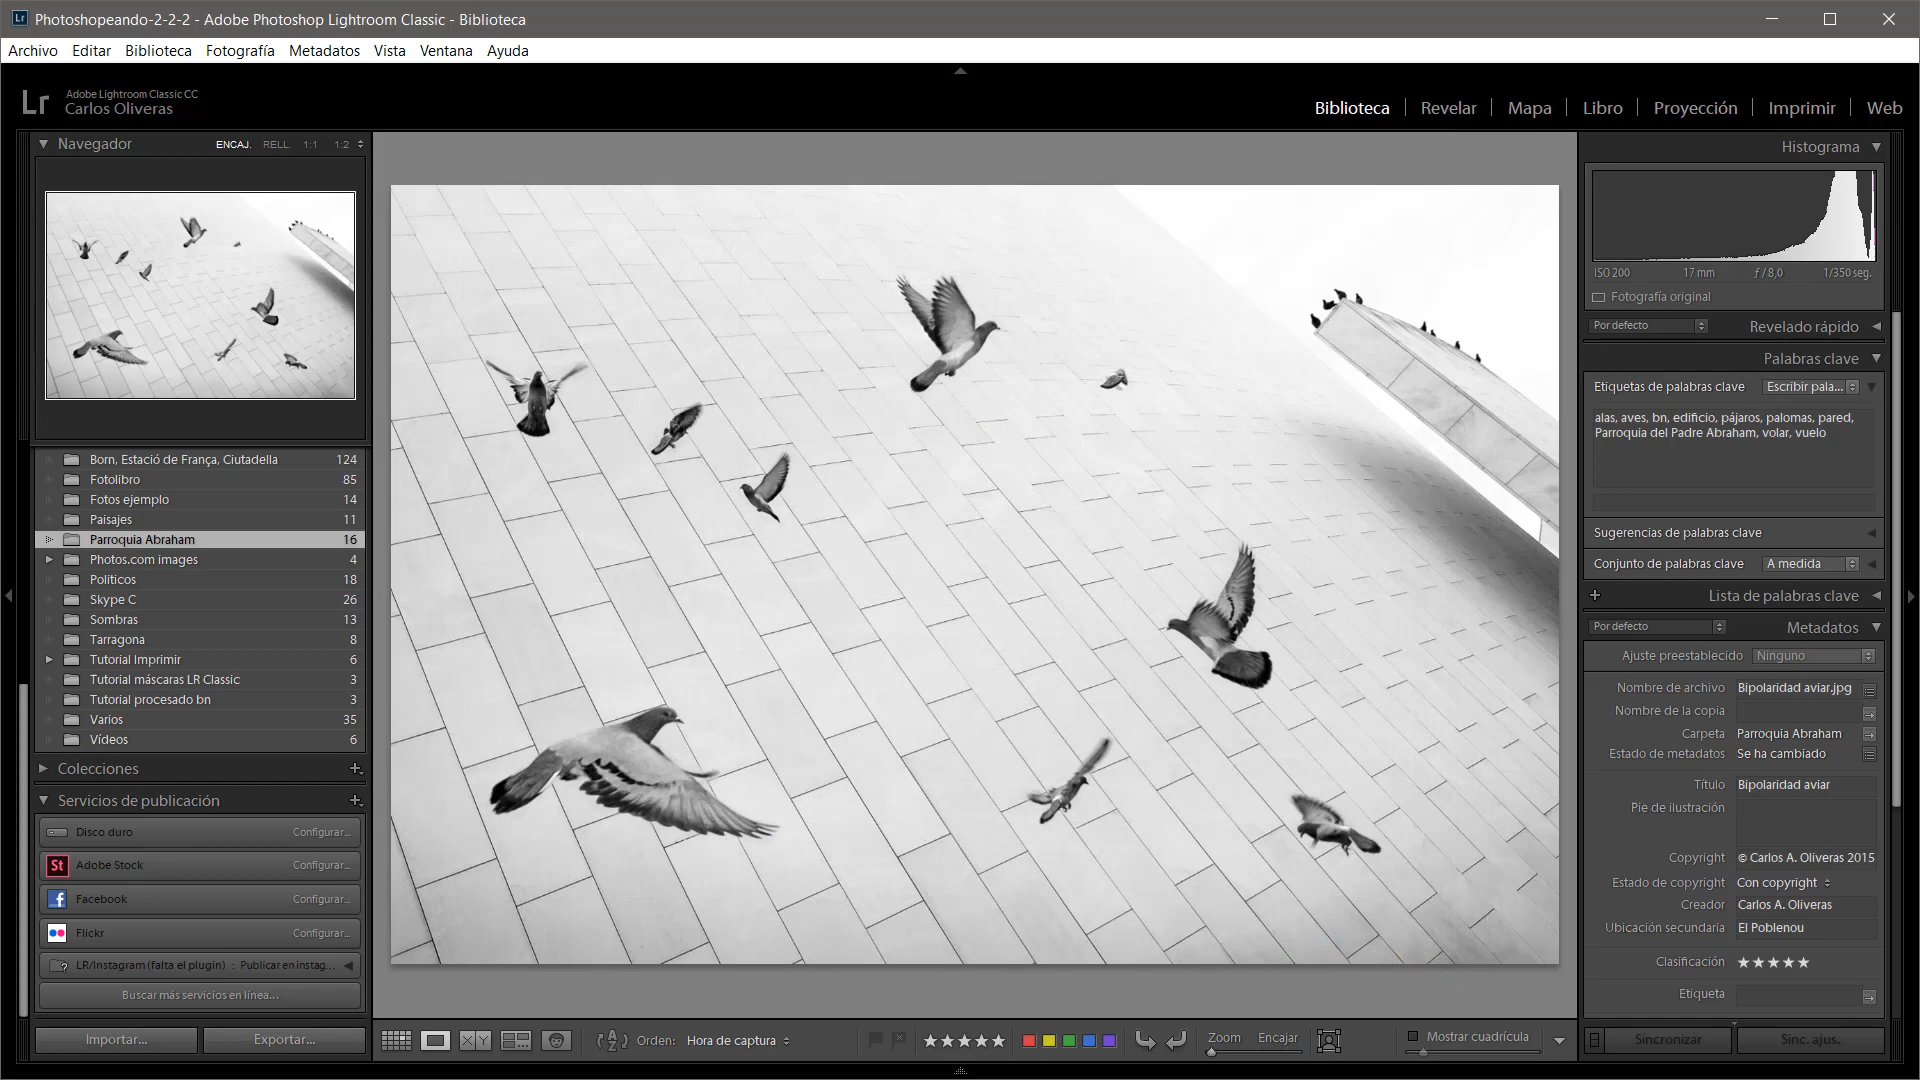 Lr Photoshopeando-2-2-2 - Adobe Photoshop Lightroom Classic - Biblioteca
Archivo Editar Biblioteca Fotografía Metadatos Vista Ventana Ayuda
Lr Adobe Lightroom Classic CC
Carlos Oliveras
Biblioteca Revelar Mapa Libro Proyección Imprimir Web
Navegador ENCAJ. RELL. 1:1 1:2
Born, Estació de França, Ciutadella 124
Fotolibro 85
Fotos ejemplo 14
Paisajes 11
Parroquia Abraham 16
Photos.com images 4
Políticos 18
Skype C 26
Sombras 13
Tarragona 8
Tutorial Imprimir 6
Tutorial máscaras LR Classic 3
Tutorial procesado bn 3
Varios 35
Vídeos 6
Colecciones
Servicios de publicación
Disco duro Configurar...
St Adobe Stock Configurar...
f Facebook Configurar...
Flickr Configurar...
? LR/Instagram (falta el plugin) : Publicar en instag...
Buscar más servicios en línea...
Importar... Exportar...
XY AZ Orden: Hora de captura Zoom Encajar Mostrar cuadrícula
Histograma
ISO 200 17 mm ƒ / 8,0 1/350 seg.
Fotografía original
Por defecto Revelado rápido
Palabras clave
Etiquetas de palabras clave Escribir pala...
alas, aves, bn, edificio, pájaros, palomas, pared,
Parroquia del Padre Abraham, volar, vuelo
Sugerencias de palabras clave
Conjunto de palabras clave A medida
Lista de palabras clave
Por defecto Metadatos
Ajuste preestablecido Ninguno
Nombre de archivo Bipolaridad aviar.jpg
Nombre de la copia
Carpeta Parroquia Abraham
Estado de metadatos Se ha cambiado
Título Bipolaridad aviar
Pie de ilustración
Copyright © Carlos A. Oliveras 2015
Estado de copyright Con copyright
Creador Carlos A. Oliveras
Ubicación secundaria El Poblenou
Clasificación ★★★★★
Etiqueta
Sincronizar Sinc. ajus.